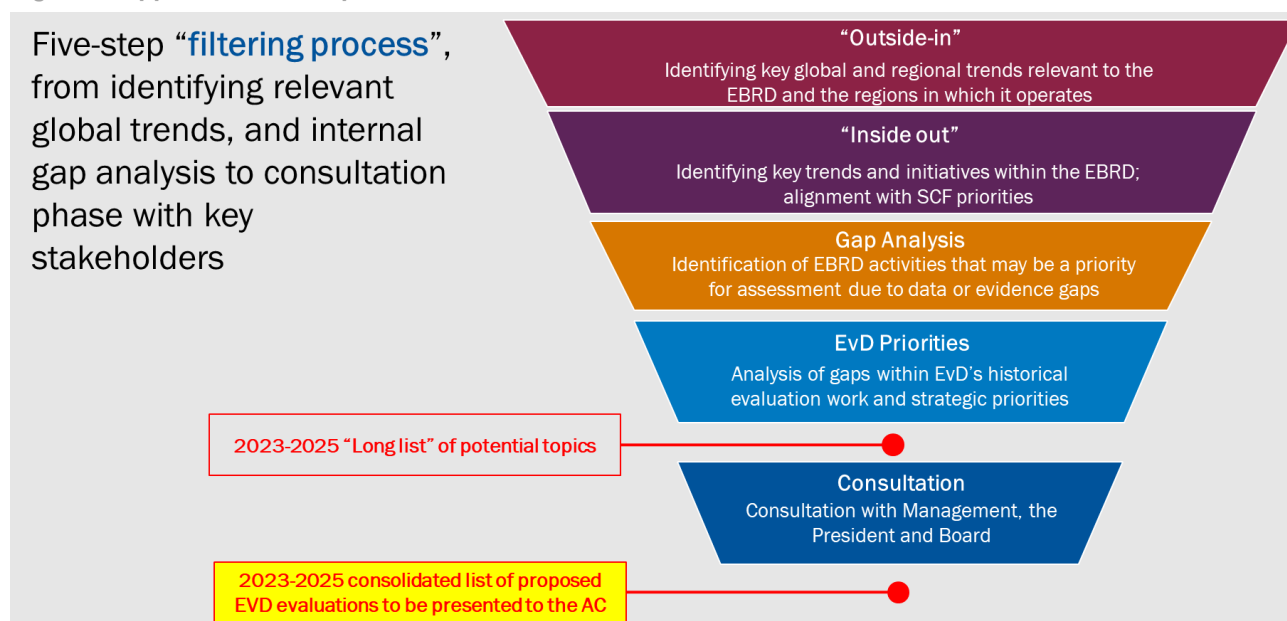 Five-step “filtering process”,
from identifying relevant
global trends, and internal
gap analysis to consultation
phase with key
stakeholders
“Outside-in”
Identifying key global and regional trends relevant to the
EBRD and the regions in which it operates
“Inside out”
Identifying key trends and initiatives within the EBRD;
alignment with SCF priorities
Gap Analysis
Identification of EBRD activities that may be a priority
for assessment due to data or evidence gaps
EvD Priorities
Analysis of gaps within EvD’s historical
evaluation work and strategic priorities
2023-2025 “Long list” of potential topics
Consultation
Consultation with Management, the
President and Board
2023-2025 consolidated list of proposed
EVD evaluations to be presented to the AC